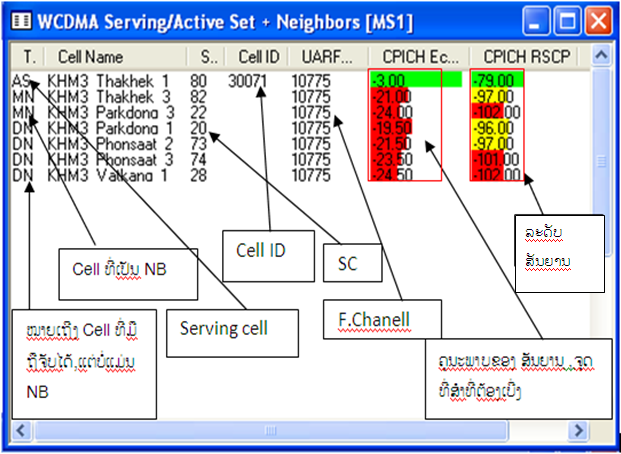 WCDMA Serving/Active Set + Neighbors [MS1]
T. Cell Name S.. Cell ID UARF... CPICH Ec... CPICH RSCP
AS KHM3 Thakhek 1 80 30071 10775 -3.00 -79.00
MN KHM3 Thakhek 3 82 10775 -21.00 -97.00
MN KHM3 Parkdong 3 22 10775 -24.00 -102.00
DN KHM3 Parkdong 1 20 10775 -19.50 -96.00
DN KHM3 Phonsaat 2 73 10775 -21.50 -97.00
DN KHM3 Phonsaat 3 74 10775 -23.50 -101.00
DN KHM3 Vatkang 1 28 10775 -24.50 -102.00
ລະດັບ
ສັນຍານ
Cell ID
SC
Cell ທີ່ເປັນ NB
Serving cell
F.Chanell
ໝາຍເຖິງ Cell ທີ່ມື
ຖືຈັບໄດ້,ແຕ່ບໍ່ແມ່ນ
NB
ຄຸນະພາບຂອງ ສັນຍານ ,ຈຸດ
ທີ່ສຳທີ່ຕ້ອງເບິ່ງ